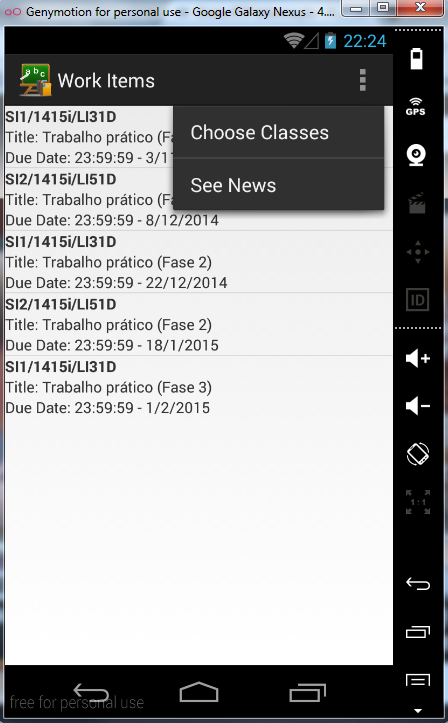 Genymotion for personal use - Google Galaxy Nexus - 4....
22:24
abc
Work Items
Choose Classes
See News
SI1/1415i/LI31D
Title: Trabalho prático (Fa
Due Date: 23:59:59 - 3/1
SI2/1415i/LI51D
Title: Trabalho prático (Fa
Due Date: 23:59:59 - 8/12/2014
SI1/1415i/LI31D
Title: Trabalho prático (Fase 2)
Due Date: 23:59:59 - 22/12/2014
SI2/1415i/LI51D
Title: Trabalho prático (Fase 2)
Due Date: 23:59:59 - 18/1/2015
SI1/1415i/LI31D
Title: Trabalho prático (Fase 3)
Due Date: 23:59:59 - 1/2/2015
GPS
ID
1:1
free for personal use